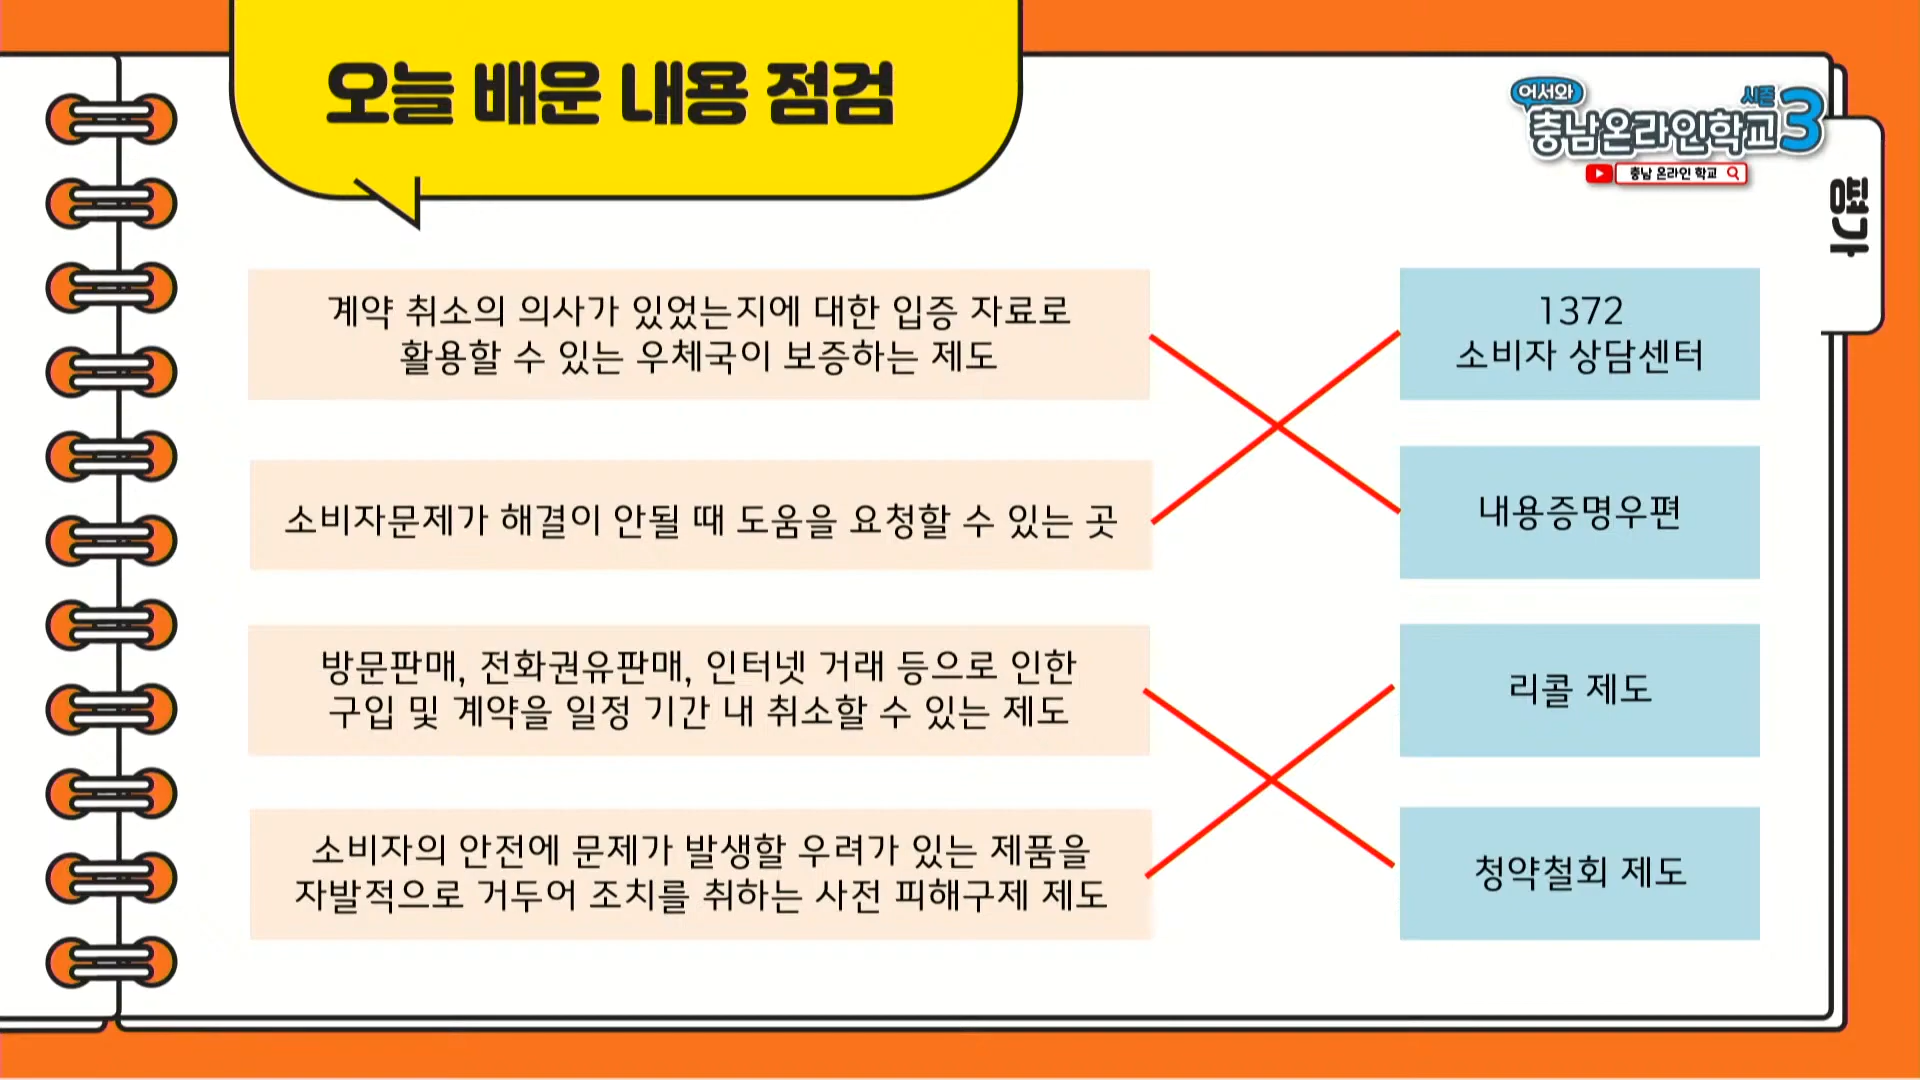 오늘 배운 내용 점검
어서와 시즌
충남온라인학교3
충남 온라인 학교
평가
계약 취소의 의사가 있었는지에 대한 입증 자료로
활용할 수 있는 우체국이 보증하는 제도
1372
소비자 상담센터
소비자문제가 해결이 안될 때 도움을 요청할 수 있는 곳
내용증명우편
방문판매, 전화권유판매, 인터넷 거래 등으로 인한
구입 및 계약을 일정 기간 내 취소할 수 있는 제도
리콜 제도
소비자의 안전에 문제가 발생할 우려가 있는 제품을
자발적으로 거두어 조치를 취하는 사전 피해구제 제도
청약철회 제도